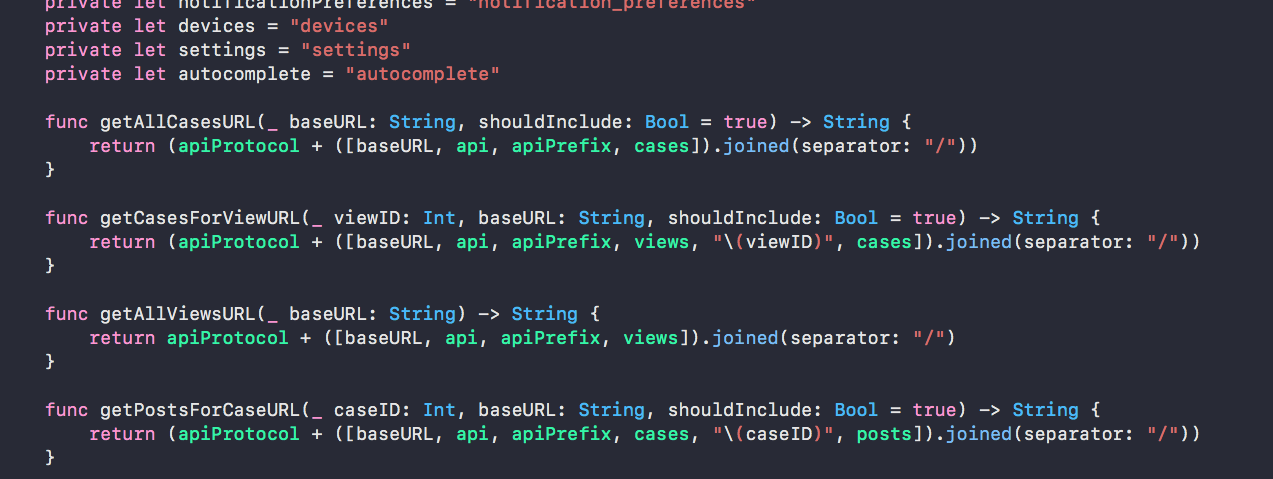 private let notificationPreferences = "notification_preferences"
private let devices = "devices"
private let settings = "settings"
private let autocomplete = "autocomplete"
func getAllCasesURL(_ baseURL: String, shouldInclude: Bool = true) -> String {
return (apiProtocol + ([baseURL, api, apiPrefix, cases]).joined(separator: "/"))
}
func getCasesForViewURL(_ viewID: Int, baseURL: String, shouldInclude: Bool = true) -> String {
return (apiProtocol + ([baseURL, api, apiPrefix, views, "\(viewID)", cases]).joined(separator: "/"))
}
func getAllViewsURL(_ baseURL: String) -> String {
return apiProtocol + ([baseURL, api, apiPrefix, views]).joined(separator: "/")
}
func getPostsForCaseURL(_ caseID: Int, baseURL: String, shouldInclude: Bool = true) -> String {
return (apiProtocol + ([baseURL, api, apiPrefix, cases, "\(caseID)", posts]).joined(separator: "/"))
}